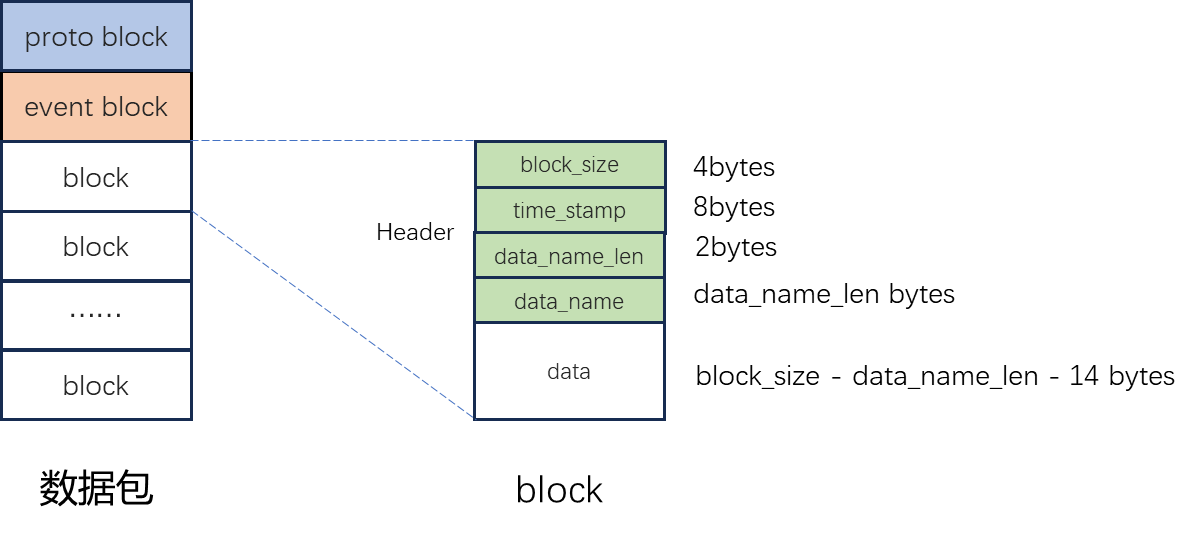 proto block
event block
block
block
……
block
数据包
Header
block_size
time_stamp
data_name_len
data_name
data
block
4bytes
8bytes
2bytes
data_name_len bytes
block_size - data_name_len - 14 bytes